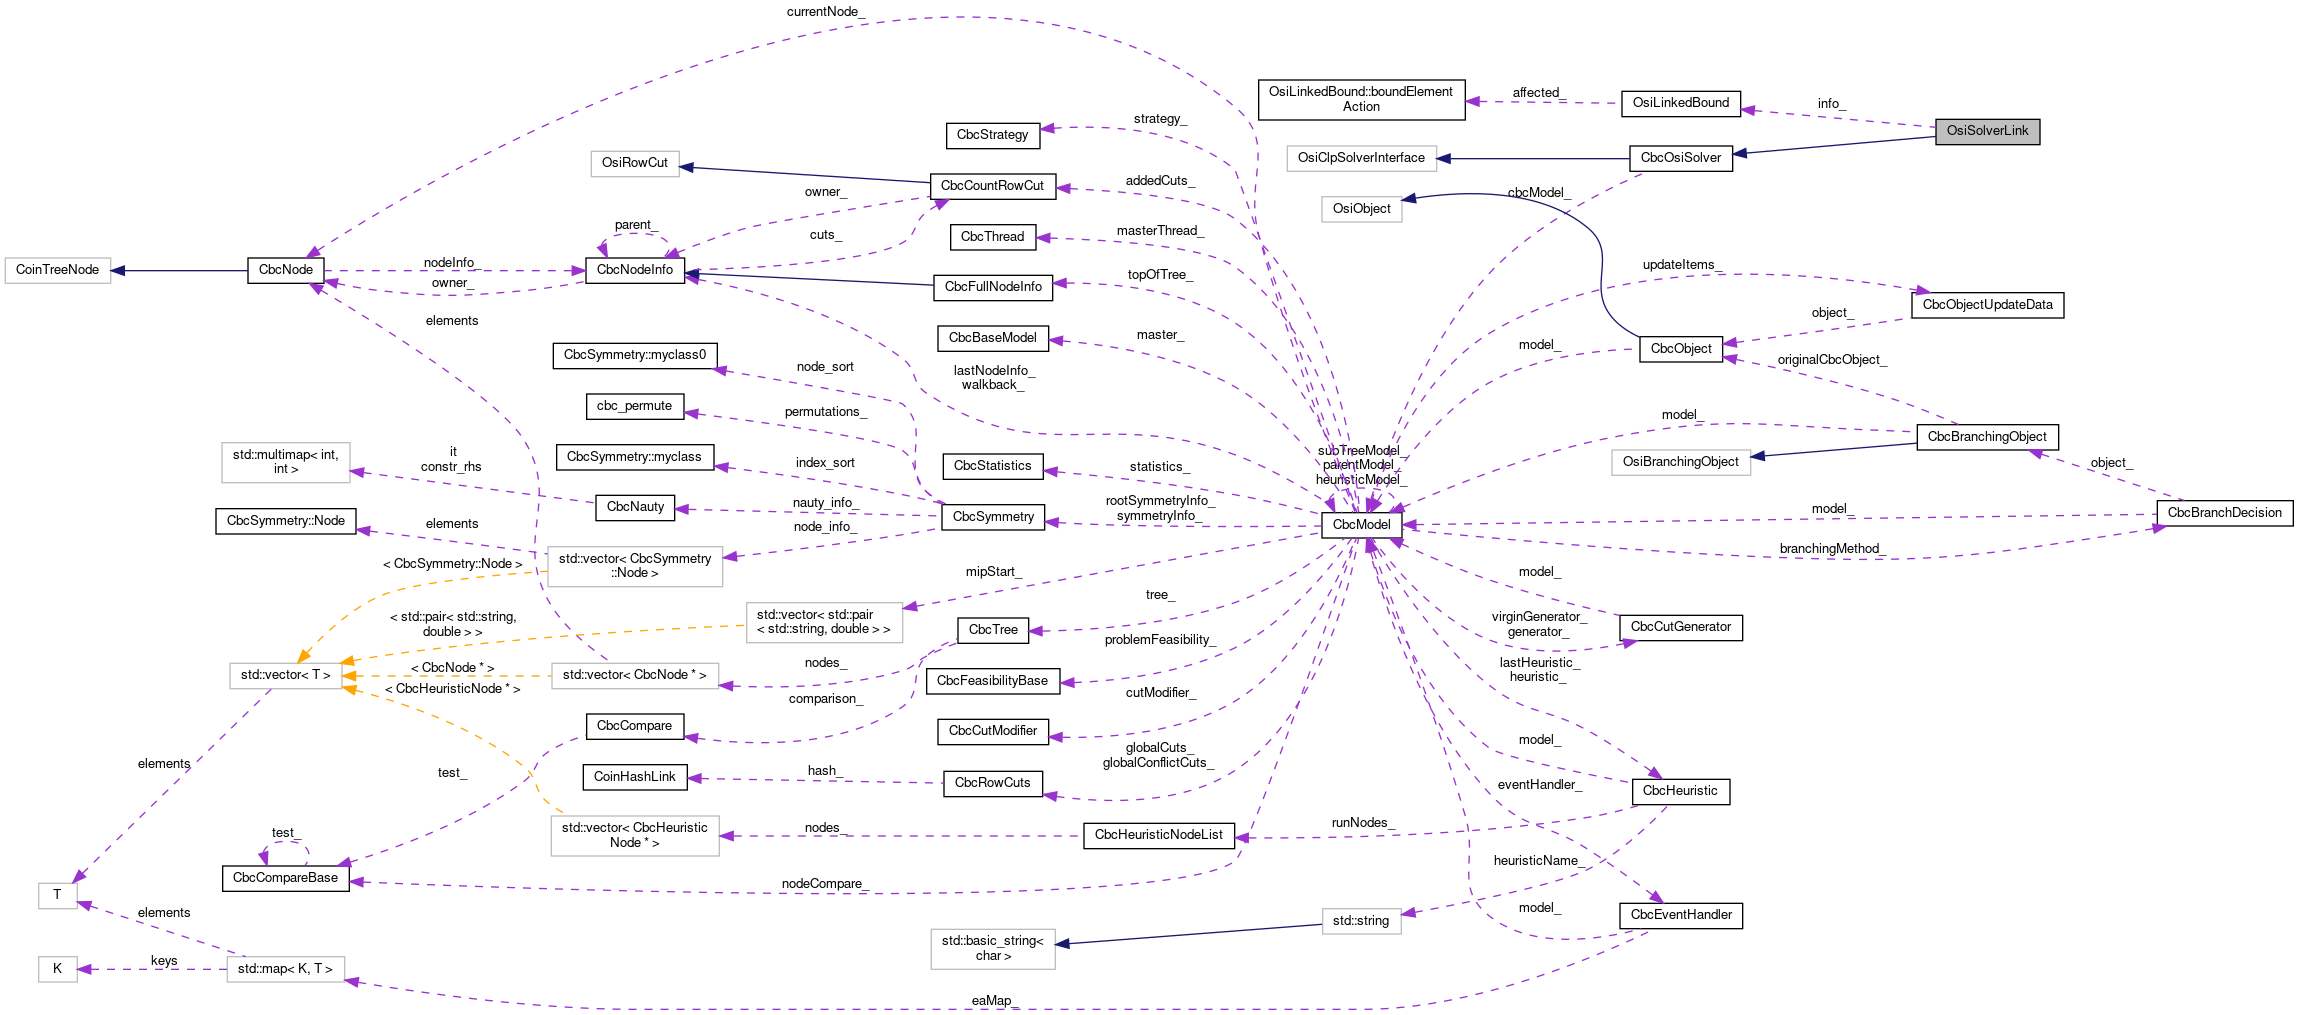 currentNode_
OsiLinkedBound::boundElement
Action
affected_
OsiLinkedBound
info_
OsiSolverLink
CbcStrategy
strategy_
OsiRowCut
OsiClpSolverInterface
CbcOsiSolver
CbcCountRowCut
addedCuts_
owner_
cbcModel_
OsiObject
parent_
cuts_
CbcThread
masterThread_
CoinTreeNode
CbcNode
nodeInfo_
owner_
CbcNodeInfo
CbcFullNodeInfo
topOfTree_
updateItems_
CbcObjectUpdateData
elements
object_
CbcBaseModel
master_
model_
CbcObject
CbcSymmetry::myclass0
node_sort
lastNodeInfo_
walkback_
originalCbcObject_
cbc_permute
permutations_
model_
CbcBranchingObject
std::multimap< int,
int >
it
constr_rhs
CbcSymmetry::myclass
index_sort
CbcStatistics
statistics_
subTreeModel_
parentModel_
heuristicModel_
OsiBranchingObject
object_
CbcNauty
nauty_info_
rootSymmetryInfo_
symmetryInfo_
CbcSymmetry
CbcModel
model_
CbcBranchDecision
CbcSymmetry::Node
elements
node_info_
branchingMethod_
< CbcSymmetry::Node >
std::vector< CbcSymmetry
::Node >
mipStart_
model_
< std::pair< std::string,
double > >
std::vector< std::pair
< std::string, double > >
tree_
CbcTree
virginGenerator_
generator_
CbcCutGenerator
problemFeasibility_
std::vector< T >
< CbcNode * >
std::vector< CbcNode * >
nodes_
CbcFeasibilityBase
lastHeuristic_
heuristic_
< CbcHeuristicNode * >
comparison_
cutModifier_
CbcCompare
CbcCutModifier
model_
elements
test_
CoinHashLink
hash_
CbcRowCuts
globalCuts_
globalConflictCuts_
eventHandler_
CbcHeuristic
test_
std::vector< CbcHeuristic
Node * >
nodes_
CbcHeuristicNodeList
runNodes_
CbcCompareBase
nodeCompare_
heuristicName_
T
elements
model_
std::string
CbcEventHandler
std::basic_string<
char >
K
keys
std::map< K, T >
eaMap_